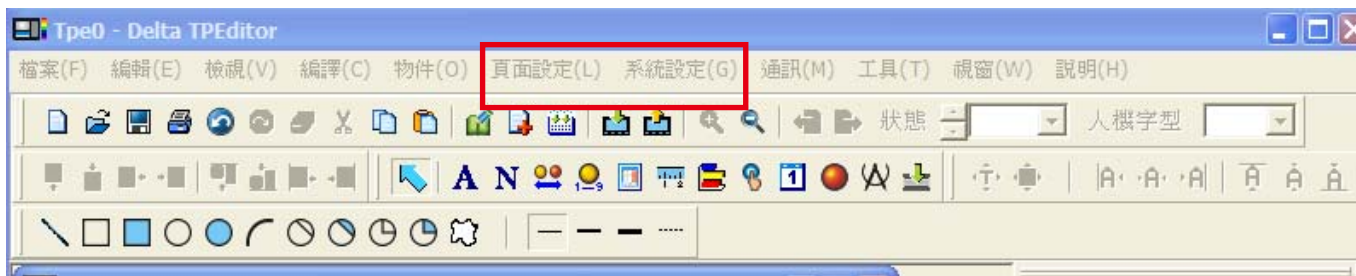 Tpe0 - Delta TPEditor
檔案(F) 編輯(E) 檢視(V) 編譯(C) 物件(O) 頁面設定(L) 系統設定(G) 通訊(M) 工具(T) 視窗(W) 說明(H)
狀態 人機字型
A N